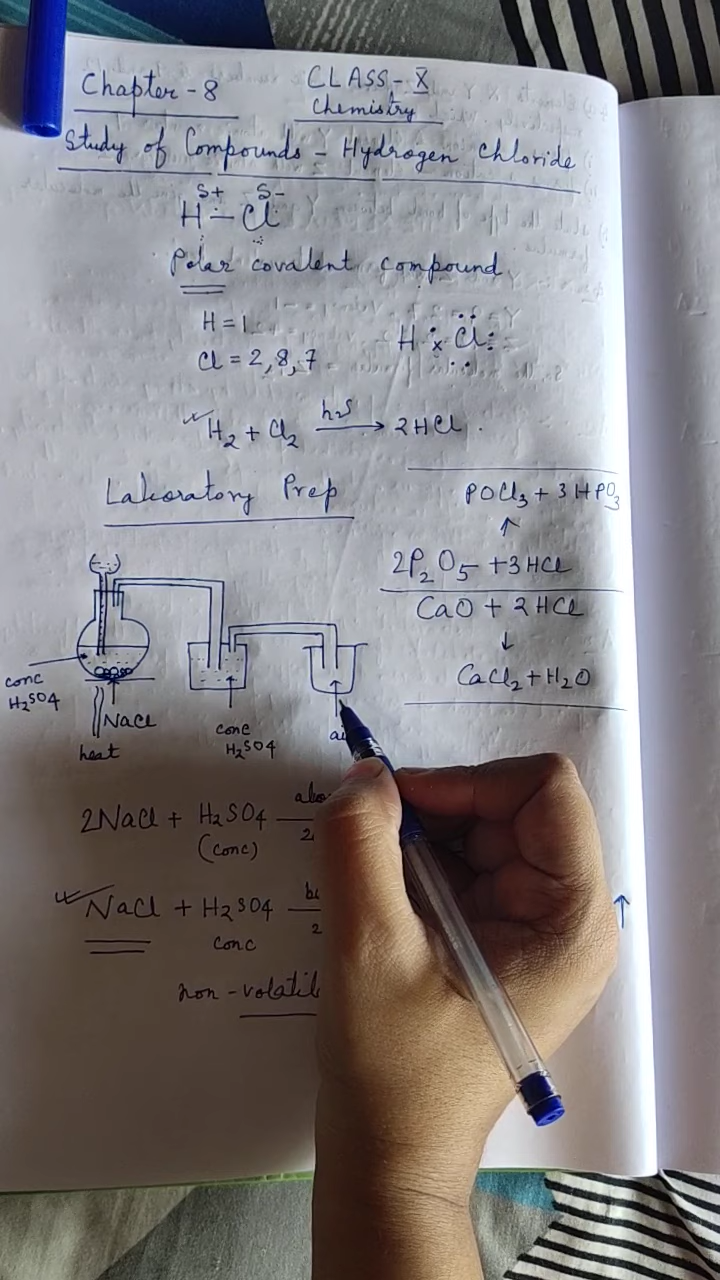 Chapter - 8
CLASS - X
Chemistry
Study of Compounds - Hydrogen Chloride
δ+ δ-
H - Cl
Polar covalent compound
H = 1
Cl = 2, 8, 7
H x Cl
H2 + Cl2 → 2HCl
Laboratory Prep
POCl3 + 3HPO3
↑
2P2O5 + 3HCl
CaO + 2HCl
↓
CaCl2 + H2O
conc
H2SO4
NaCl
heat
conc
H2SO4
2NaCl + H2SO4
(conc)
NaCl + H2SO4
conc
↑